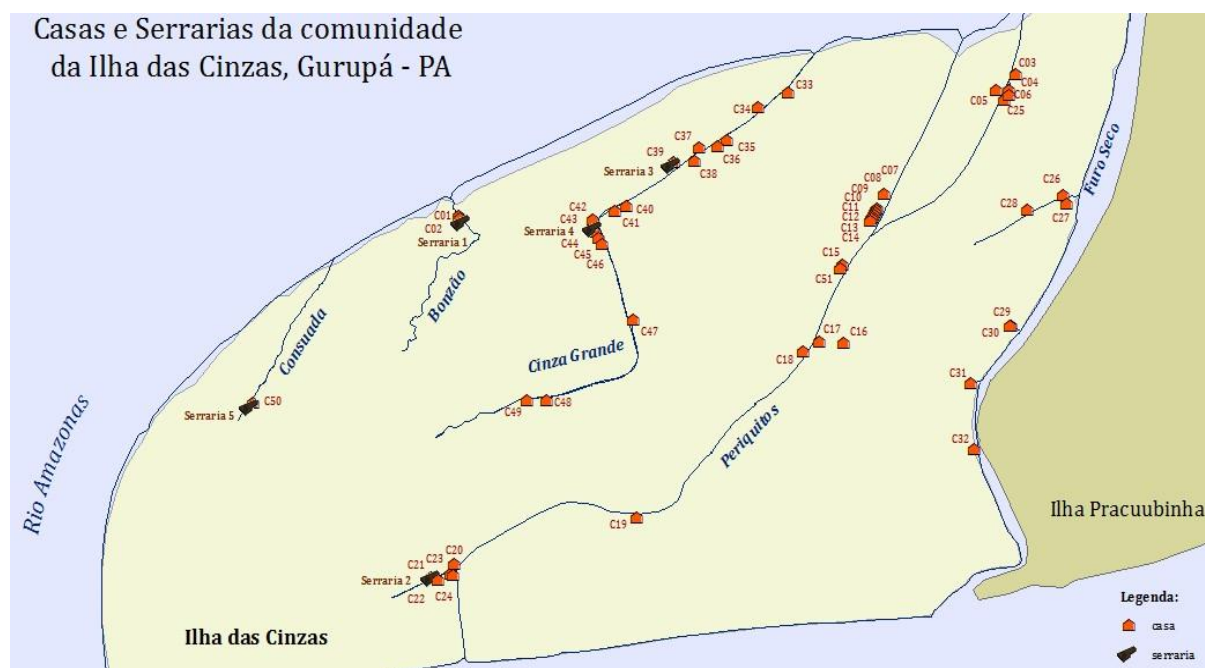 Casas e Serrarias da comunidade
da Ilha das Cinzas, Gurupá - PA
C33
C03
C04
C34
C05
C06
C25
C37
C35
C39
C36
Serraria 3
C38
Furo Seco
C08
C07
C09
C10
C26
C11
C28
C27
C12
C42
C40
C01
C43
C41
C13
C02
Serraria 4
C14
Serraria 1
C44
C45
C46
C15
C51
Bonzão
C29
C30
Consuada
C47
C17
C16
C18
Cinza Grande
C31
C50
Serraria 5
C49
C48
Periquitos
C32
Rio Amazonas
Ilha Pracuubinha
C19
C20
C21
C23
Serraria 2
C22
C24
Legenda:
casa
serraria
Ilha das Cinzas